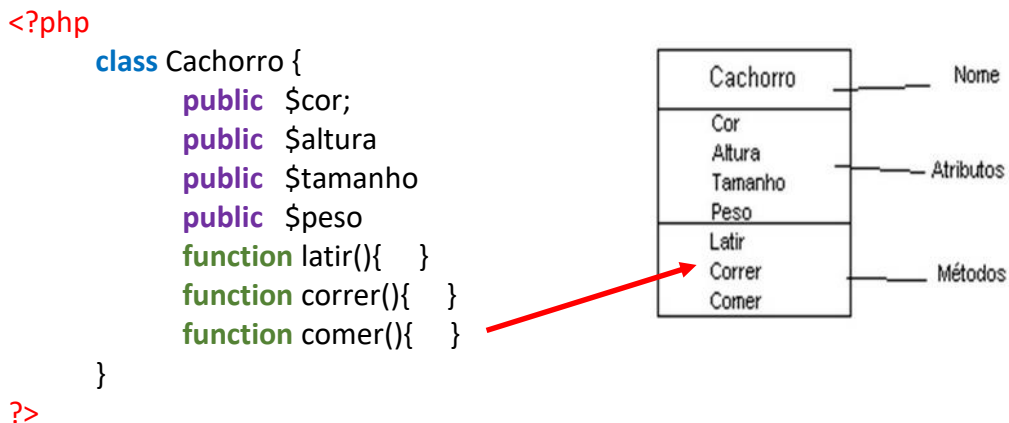 <?php
class Cachorro {
public $cor;
public $altura
public $tamanho
public $peso
function latir(){ }
function correr(){ }
function comer(){ }
}
?>
Cachorro
Nome
Cor
Altura
Tamanho
Peso
Atributos
Latir
Correr
Comer
Métodos